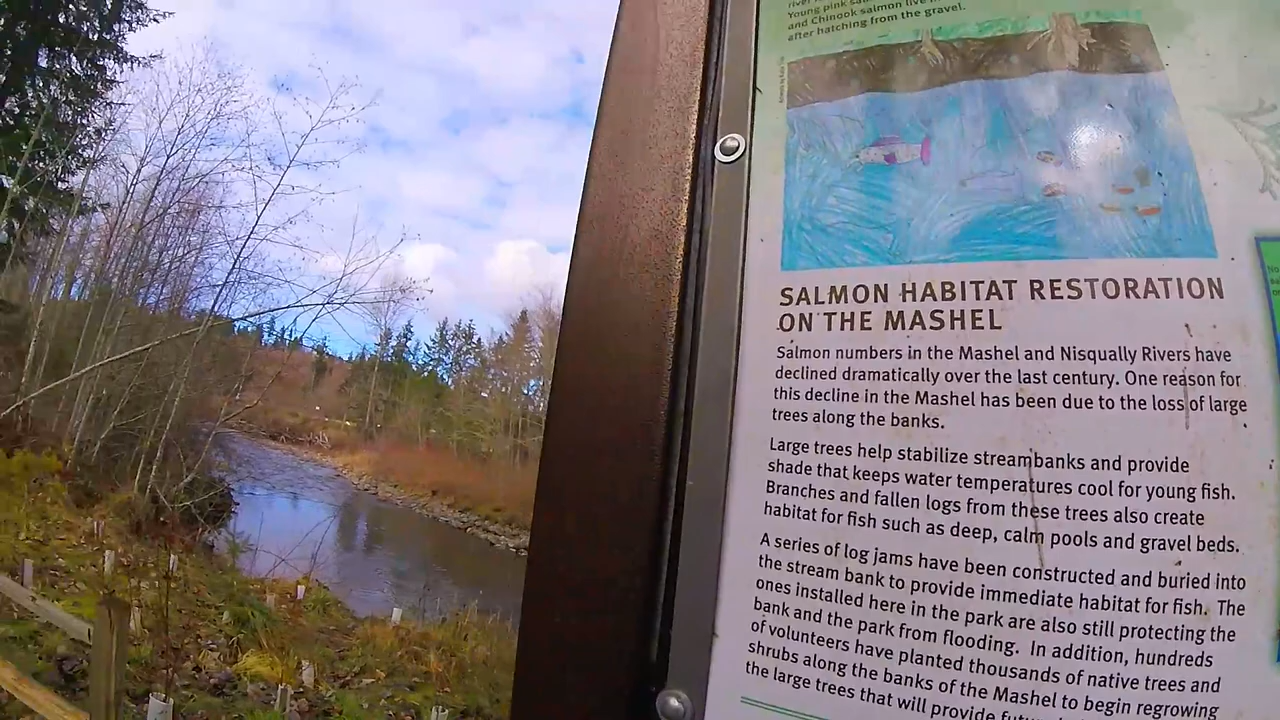 Young pink
and Chinook salmon live
after hatching from the gravel.
SALMON HABITAT RESTORATION
ON THE MASHEL
Salmon numbers in the Mashel and Nisqually Rivers have
declined dramatically over the last century. One reason for
this decline in the Mashel has been due to the loss of large
trees along the banks.
Large trees help stabilize streambanks and provide
shade that keeps water temperatures cool for young fish.
Branches and fallen logs from these trees also create
habitat for fish such as deep, calm pools and gravel beds.
A series of log jams have been constructed and buried into
the stream bank to provide immediate habitat for fish. The
ones installed here in the park are also still protecting the
bank and the park from flooding. In addition, hundreds
of volunteers have planted thousands of native trees and
shrubs along the banks of the Mashel to begin regrowing
the large trees that will provide